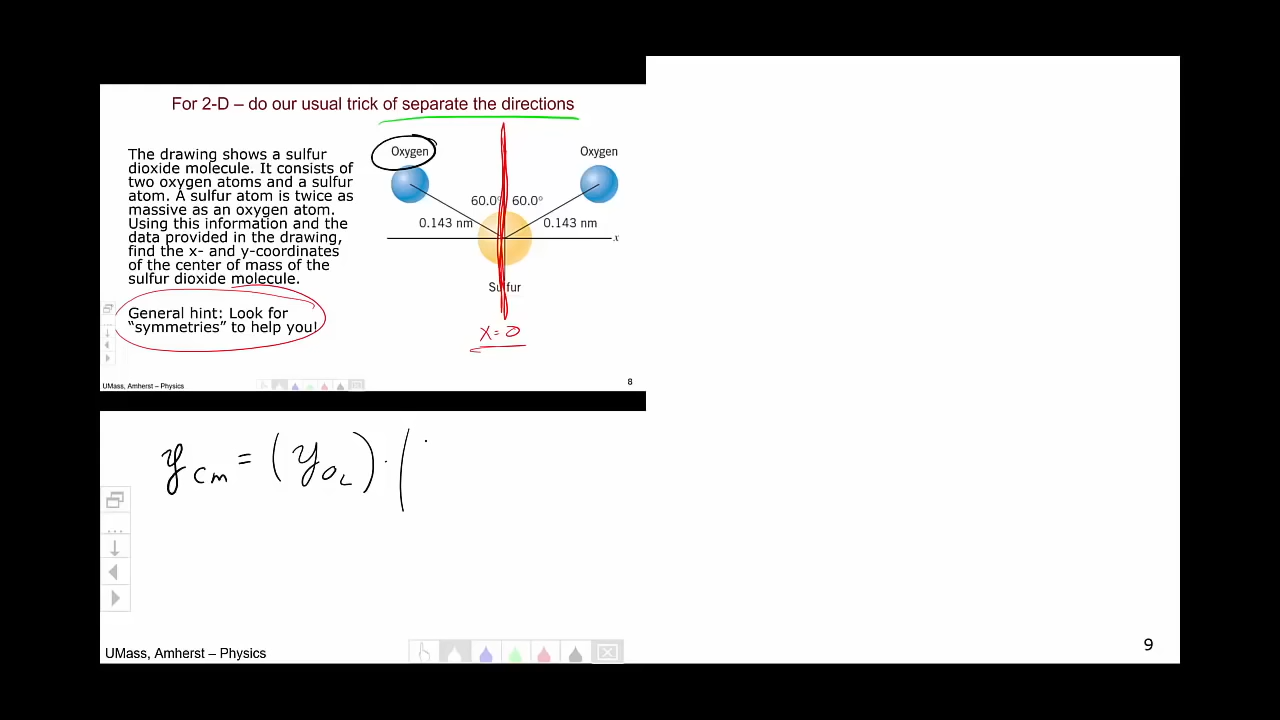 For 2-D – do our usual trick of separate the directions
The drawing shows a sulfur
dioxide molecule. It consists of
two oxygen atoms and a sulfur
atom. A sulfur atom is twice as
massive as an oxygen atom.
Using this information and the
data provided in the drawing,
find the x- and y-coordinates
of the center of mass of the
sulfur dioxide molecule.
General hint: Look for
"symmetries" to help you!
Oxygen
Oxygen
60.0° 60.0°
0.143 nm
0.143 nm
x
Sulfur
x=0
UMass, Amherst – Physics
8
y_cm = (y_OL) · (
UMass, Amherst – Physics
9